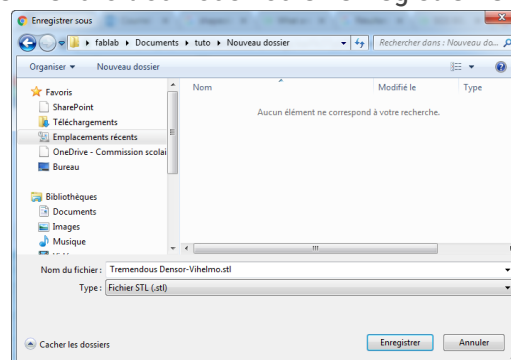 Enregistrer sous
fablab ▸ Documents ▸ tuto ▸ Nouveau dossier
Rechercher dans : Nouveau do...
Organiser ▾ Nouveau dossier
Nom Modifié le Type
Aucun élément ne correspond à votre recherche.
Favoris
SharePoint
Téléchargements
Emplacements récents
OneDrive - Commission scolai
Bureau
Bibliothèques
Documents
Images
Musique
Nom du fichier : Tremendous Densor-Vihelmo.stl
Type : Fichier STL (.stl)
Cacher les dossiers
Enregistrer Annuler